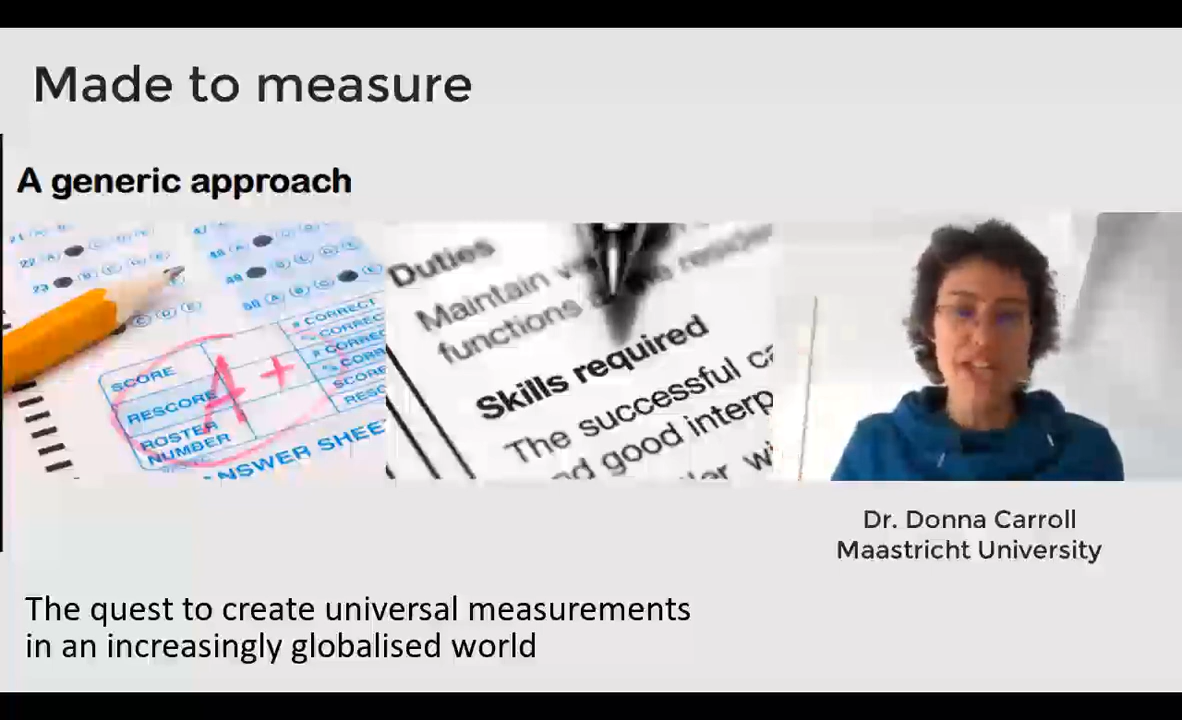 Made to measure
A generic approach
SCORE
RESCORE
ROSTER
NUMBER
A+
# CORRECT
ANSWER SHEE
Duties
Maintain
functions
Skills required
The successful
good interp
Dr. Donna Carroll
Maastricht University
The quest to create universal measurements
in an increasingly globalised world